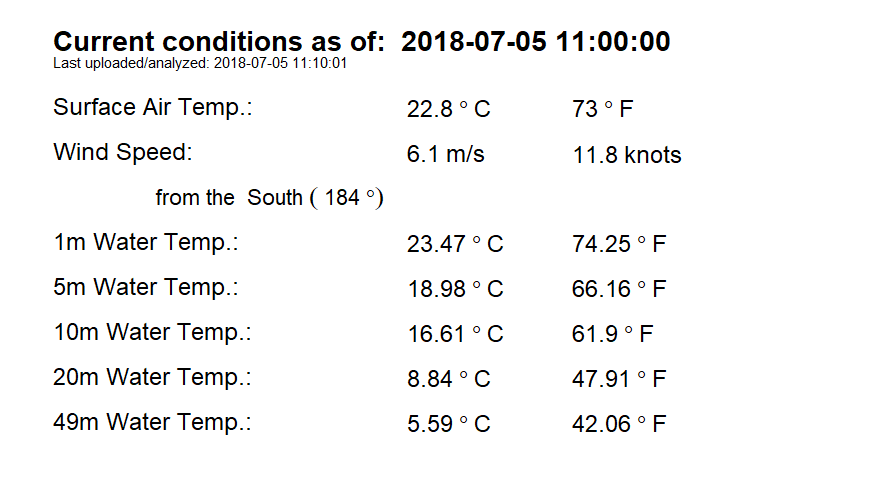 Current conditions as of:  2018-07-05 11:00:00
Last uploaded/analyzed: 2018-07-05 11:10:01
Surface Air Temp.: 22.8 ° C 73 ° F
Wind Speed: 6.1 m/s 11.8 knots
from the  South ( 184 °)
1m Water Temp.: 23.47 ° C 74.25 ° F
5m Water Temp.: 18.98 ° C 66.16 ° F
10m Water Temp.: 16.61 ° C 61.9 ° F
20m Water Temp.: 8.84 ° C 47.91 ° F
49m Water Temp.: 5.59 ° C 42.06 ° F